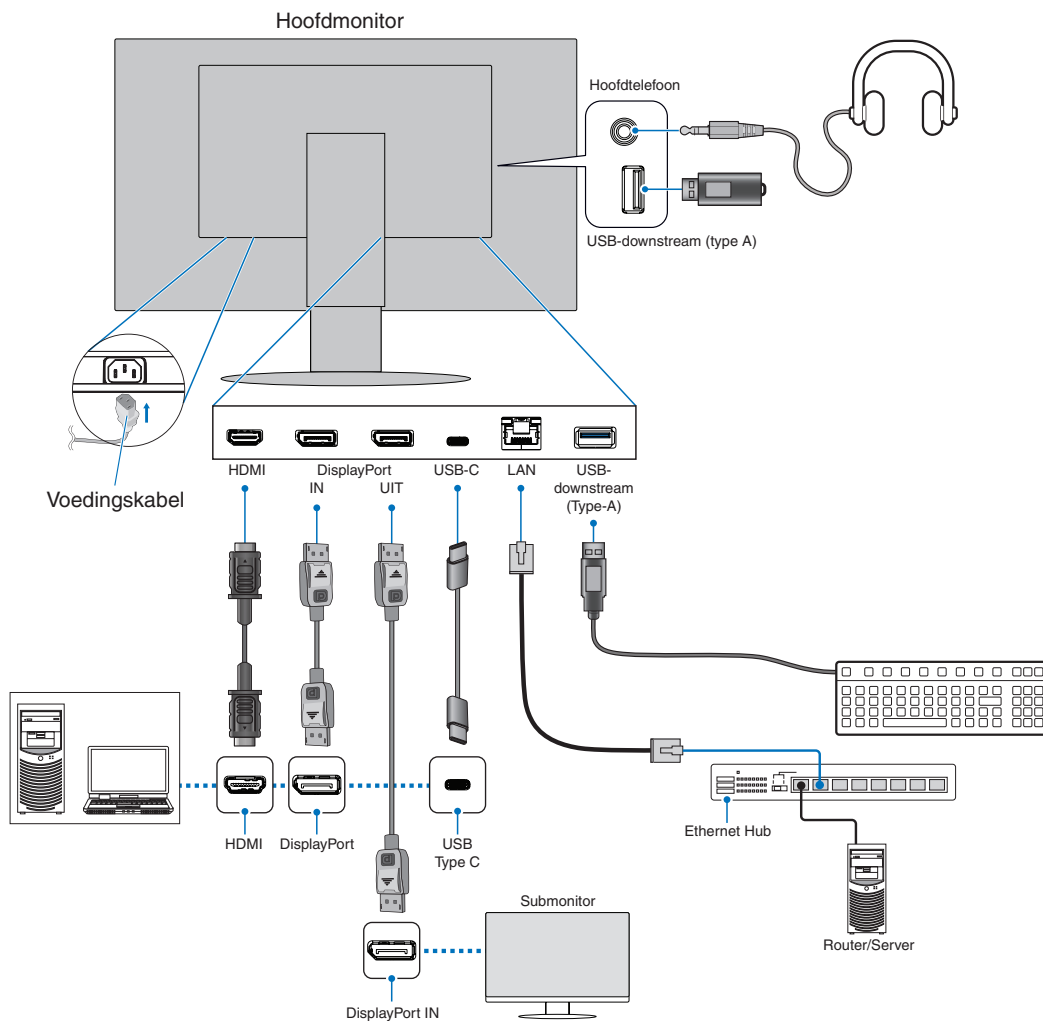 Hoofdmonitor
Hoofdtelefoon
USB-downstream (type A)
Voedingskabel
HDMI
DisplayPort
IN
UIT
USB-C
LAN
USB-
downstream
(Type-A)
HDMI
DisplayPort
USB
Type C
Ethernet Hub
Router/Server
Submonitor
DisplayPort IN